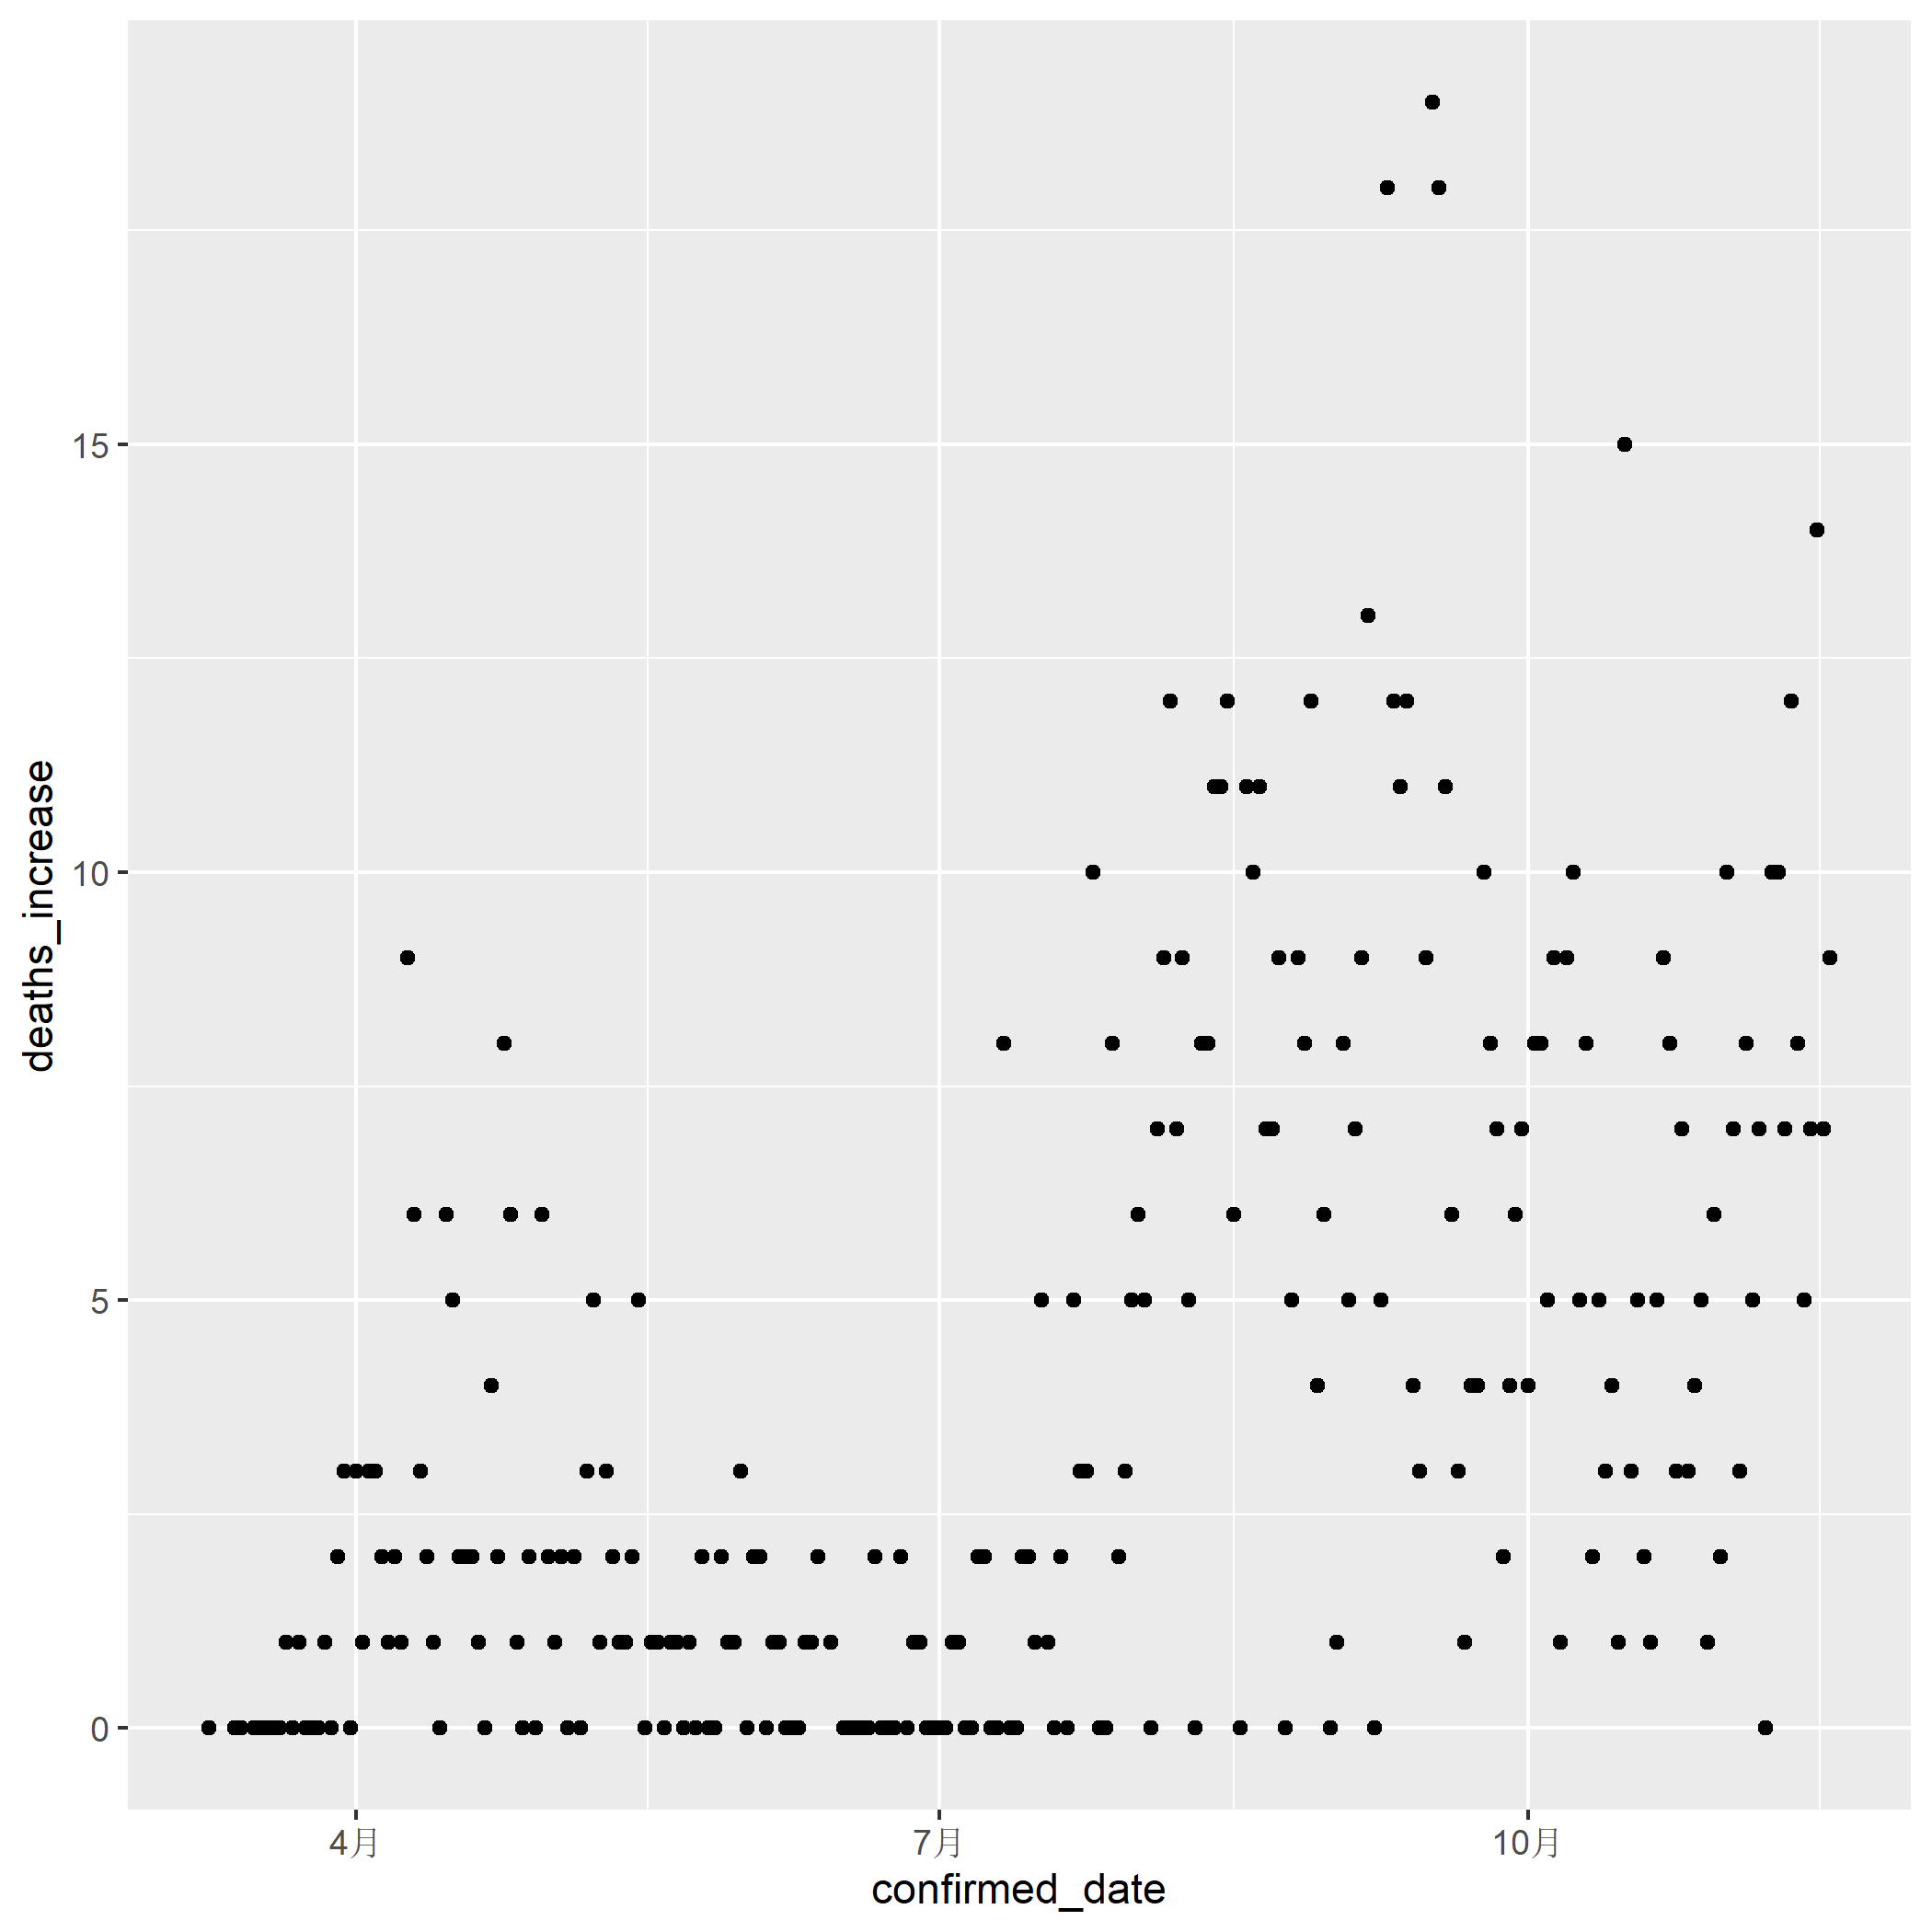 deaths_increase
15
10
5
0
4月
7月
10月
confirmed_date